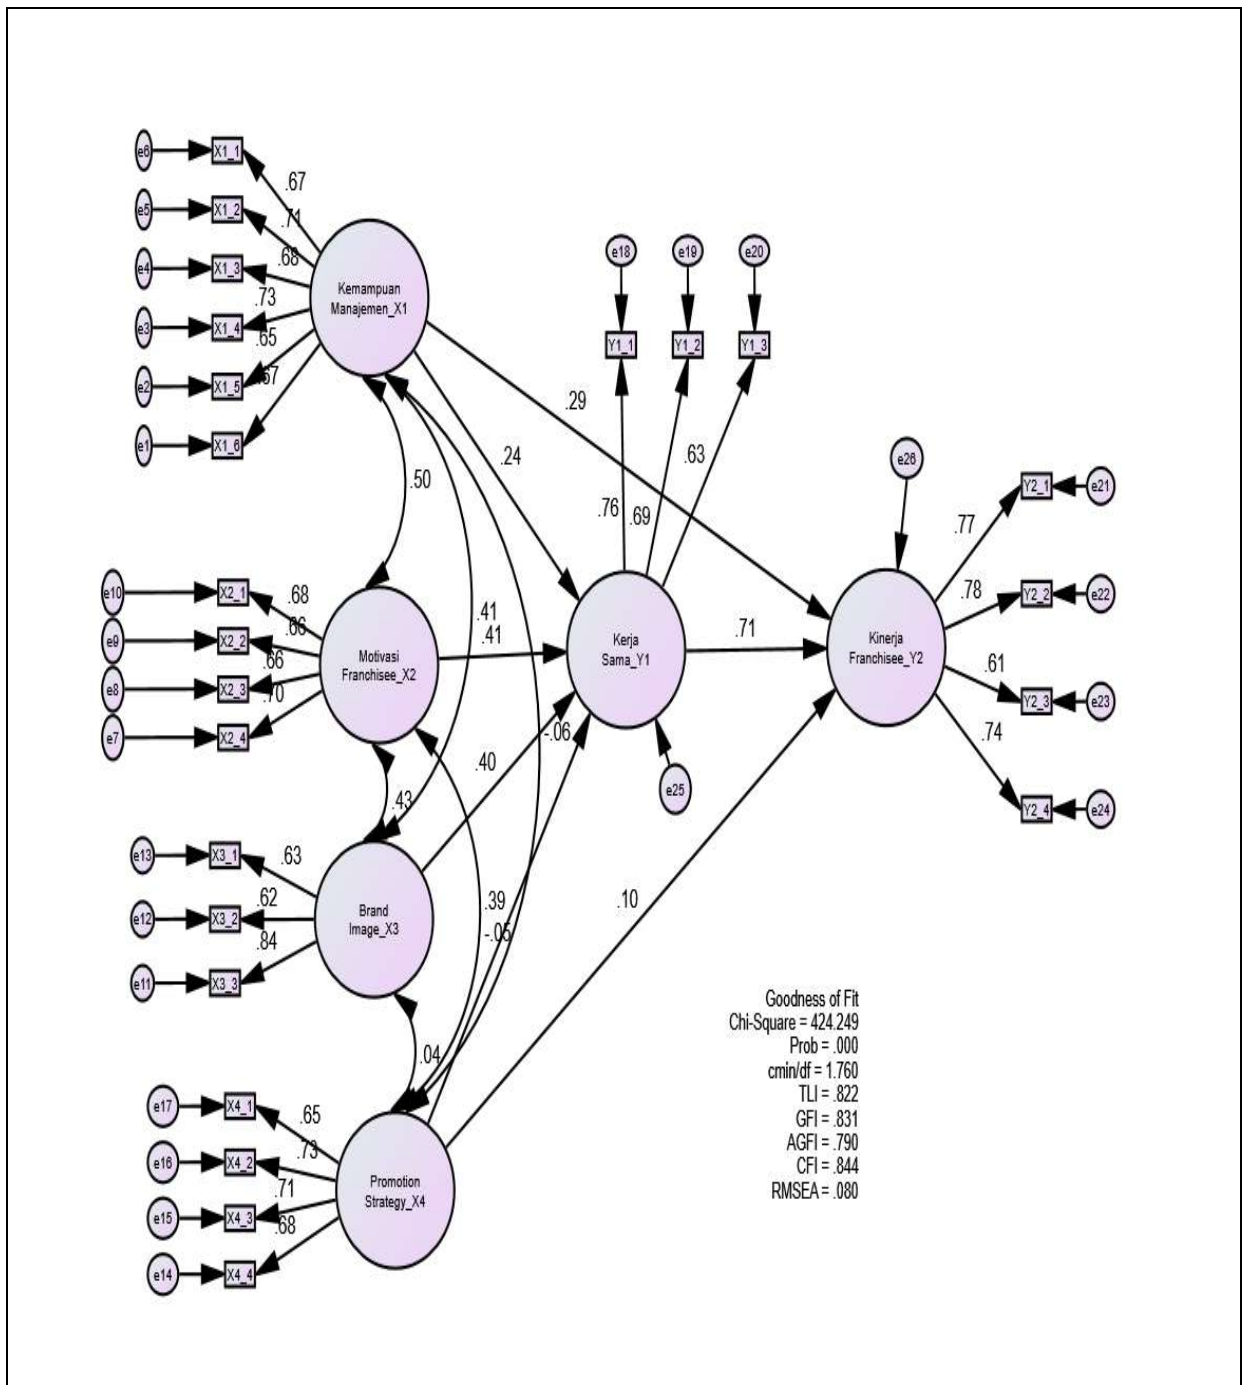 e6
X1_1
.67
e5
X1_2
.71
e4
X1_3
.68
e3
X1_4
.73
e2
X1_5
.65
e1
X1_6
.67
Kemampuan
Manajemen_X1
e18
e19
e20
Y1_1
Y1_2
Y1_3
.29
.24
.63
.76
.69
.50
e26
Y2_1
e21
.77
e10
X2_1
.68
e9
X2_2
.66
e8
X2_3
.66
e7
X2_4
.70
Motivasi
Franchisee_X2
.41
.41
Kerja
Sama_Y1
.71
Kinerja
Franchisee_Y2
.78
Y2_2
e22
.61
Y2_3
e23
.74
Y2_4
e24
-.06
.40
e25
.43
e13
X3_1
.63
e12
X3_2
.62
e11
X3_3
.84
Brand
Image_X3
.39
-.05
.10
.04
e17
X4_1
.65
e16
X4_2
.73
e15
X4_3
.71
e14
X4_4
.68
Promotion
Strategy_X4
Goodness of Fit
Chi-Square = 424.249
Prob = .000
cmin/df = 1.760
TLI = .822
GFI = .831
AGFI = .790
CFI = .844
RMSEA = .080